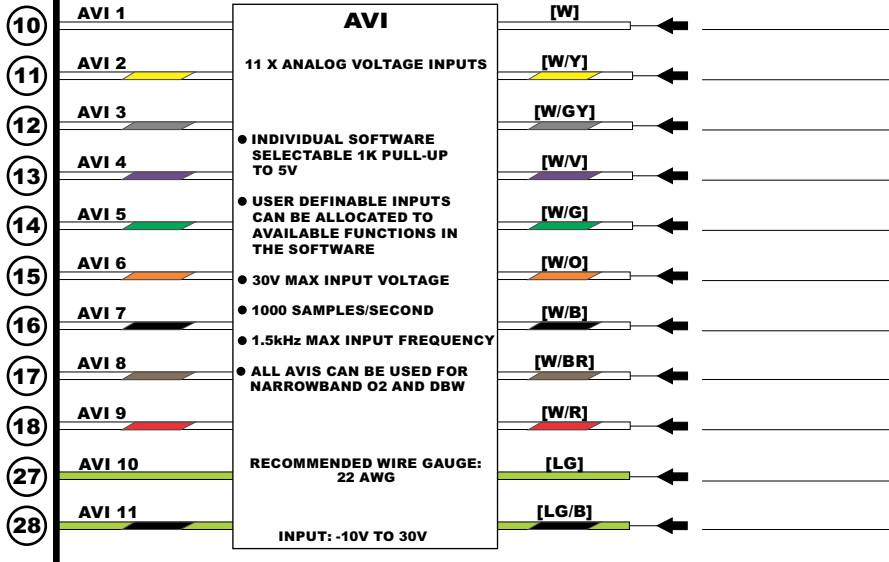 10 AVI 1 AVI [W]
11 AVI 2 11 X ANALOG VOLTAGE INPUTS [W/Y]
12 AVI 3 [W/GY]
● INDIVIDUAL SOFTWARE
SELECTABLE 1K PULL-UP
TO 5V
13 AVI 4 [W/V]
● USER DEFINABLE INPUTS
CAN BE ALLOCATED TO
AVAILABLE FUNCTIONS IN
THE SOFTWARE
14 AVI 5 [W/G]
15 AVI 6 [W/O]
● 30V MAX INPUT VOLTAGE
● 1000 SAMPLES/SECOND
16 AVI 7 [W/B]
● 1.5kHz MAX INPUT FREQUENCY
17 AVI 8 [W/BR]
● ALL AVIS CAN BE USED FOR
NARROWBAND O2 AND DBW
18 AVI 9 [W/R]
27 AVI 10 [LG]
RECOMMENDED WIRE GAUGE:
22 AWG
28 AVI 11 [LG/B]
INPUT: -10V TO 30V